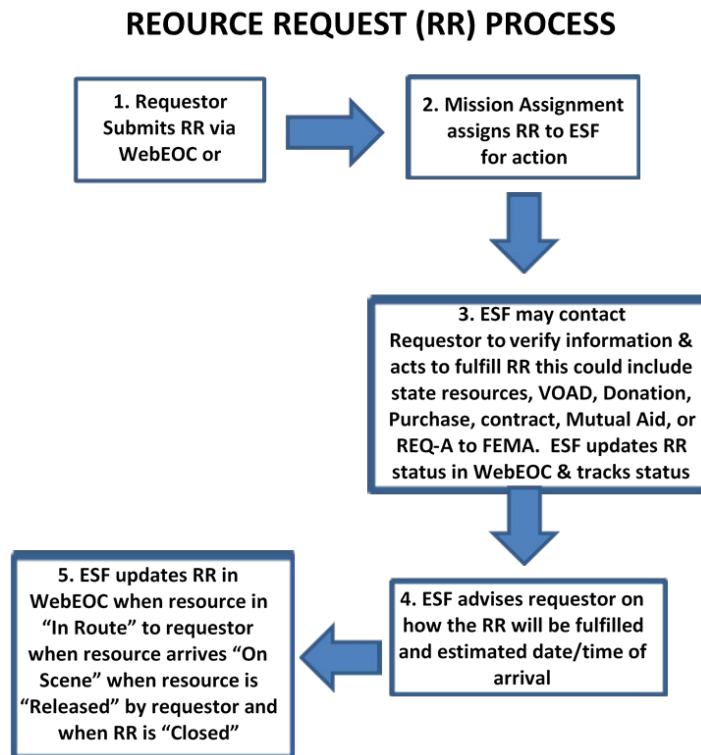 REOURCE REQUEST (RR) PROCESS
1. Requestor
Submits RR via
WebEOC or
2. Mission Assignment
assigns RR to ESF
for action
3. ESF may contact
Requestor to verify information &
acts to fulfill RR this could include
state resources, VOAD, Donation,
Purchase, contract, Mutual Aid, or
REQ-A to FEMA.  ESF updates RR
status in WebEOC & tracks status
4. ESF advises requestor on
how the RR will be fulfilled
and estimated date/time of
arrival
5. ESF updates RR in
WebEOC when resource in
“In Route” to requestor
when resource arrives “On
Scene” when resource is
“Released” by requestor and
when RR is “Closed”